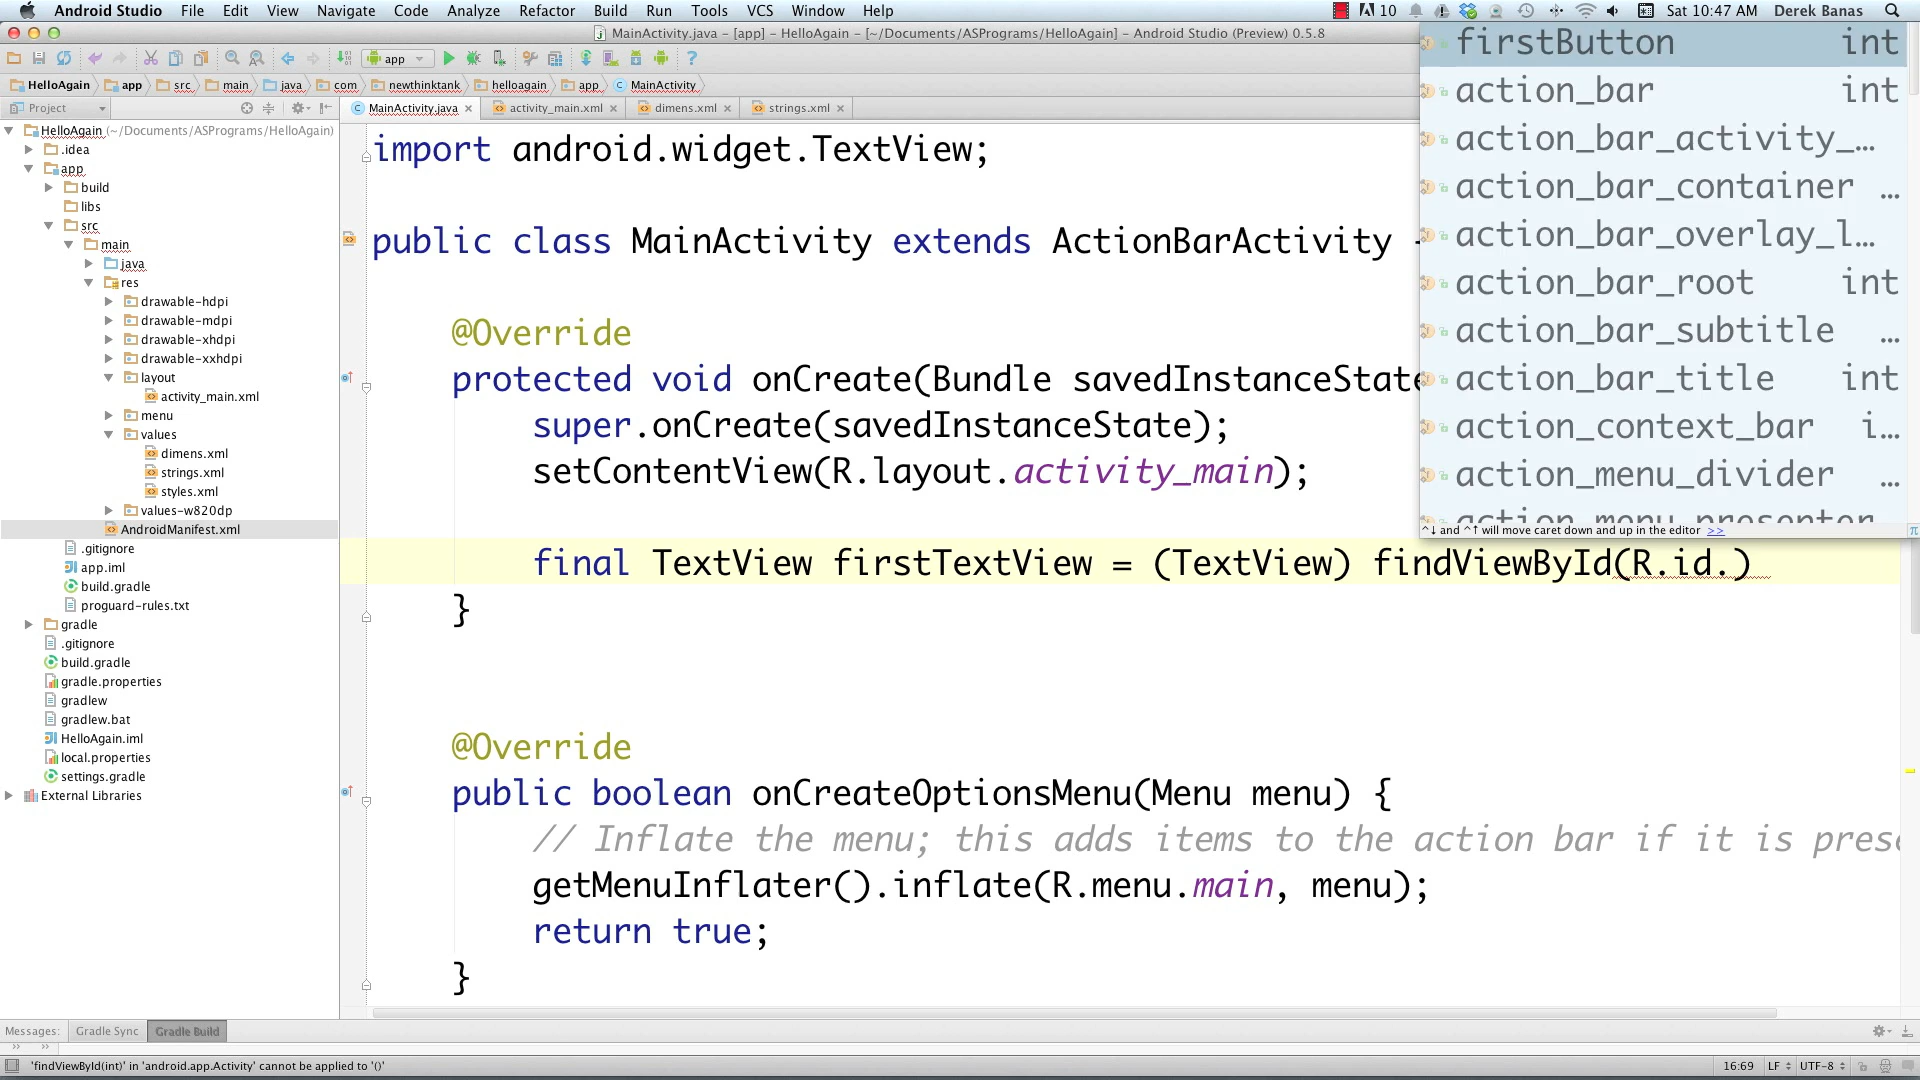 Android Studio File Edit View Navigate Code Analyze Refactor Build Run Tools VCS Window Help 10 Sat 10:47 AM Derek Banas
MainActivity.java - [app] - HelloAgain - [~/Documents/ASPrograms/HelloAgain] - Android Studio (Preview) 0.5.8
app
HelloAgain app src main java com newthinktank helloagain app MainActivity
Project
MainActivity.java activity_main.xml dimens.xml strings.xml
HelloAgain (~/Documents/ASPrograms/HelloAgain)
.idea
app
build
libs
src
main
java
res
drawable-hdpi
drawable-mdpi
drawable-xhdpi
drawable-xxhdpi
layout
activity_main.xml
menu
values
dimens.xml
strings.xml
styles.xml
values-w820dp
AndroidManifest.xml
.gitignore
app.iml
build.gradle
proguard-rules.txt
gradle
.gitignore
build.gradle
gradle.properties
gradlew
gradlew.bat
HelloAgain.iml
local.properties
settings.gradle
External Libraries
import android.widget.TextView;
public class MainActivity extends ActionBarActivity
@Override
protected void onCreate(Bundle savedInstanceState
super.onCreate(savedInstanceState);
setContentView(R.layout.activity_main);
final TextView firstTextView = (TextView) findViewById(R.id.)
}
@Override
public boolean onCreateOptionsMenu(Menu menu) {
// Inflate the menu; this adds items to the action bar if it is pres
getMenuInflater().inflate(R.menu.main, menu);
return true;
}
firstButton int
action_bar int
action_bar_activity_…
action_bar_container …
action_bar_overlay_l…
action_bar_root int
action_bar_subtitle …
action_bar_title int
action_context_bar i…
action_menu_divider …
action_menu_presenter
^↓ and ^↑ will move caret down and up in the editor >>
Messages: Gradle Sync Gradle Build
'findViewById(int)' in 'android.app.Activity' cannot be applied to '()'
16:69 LF UTF-8